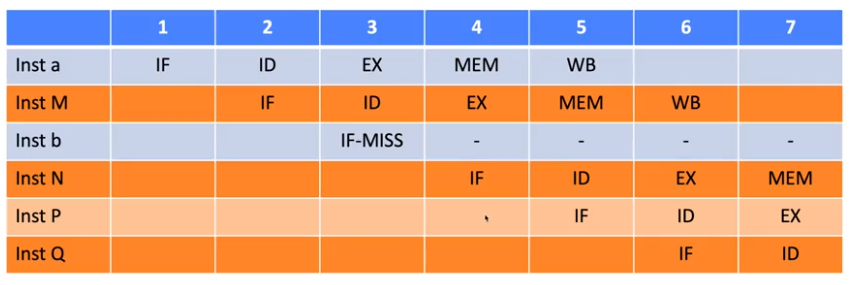 1 2 3 4 5 6 7
Inst a IF ID EX MEM WB
Inst M IF ID EX MEM WB
Inst b IF-MISS - - - -
Inst N IF ID EX MEM
Inst P IF ID EX
Inst Q IF ID